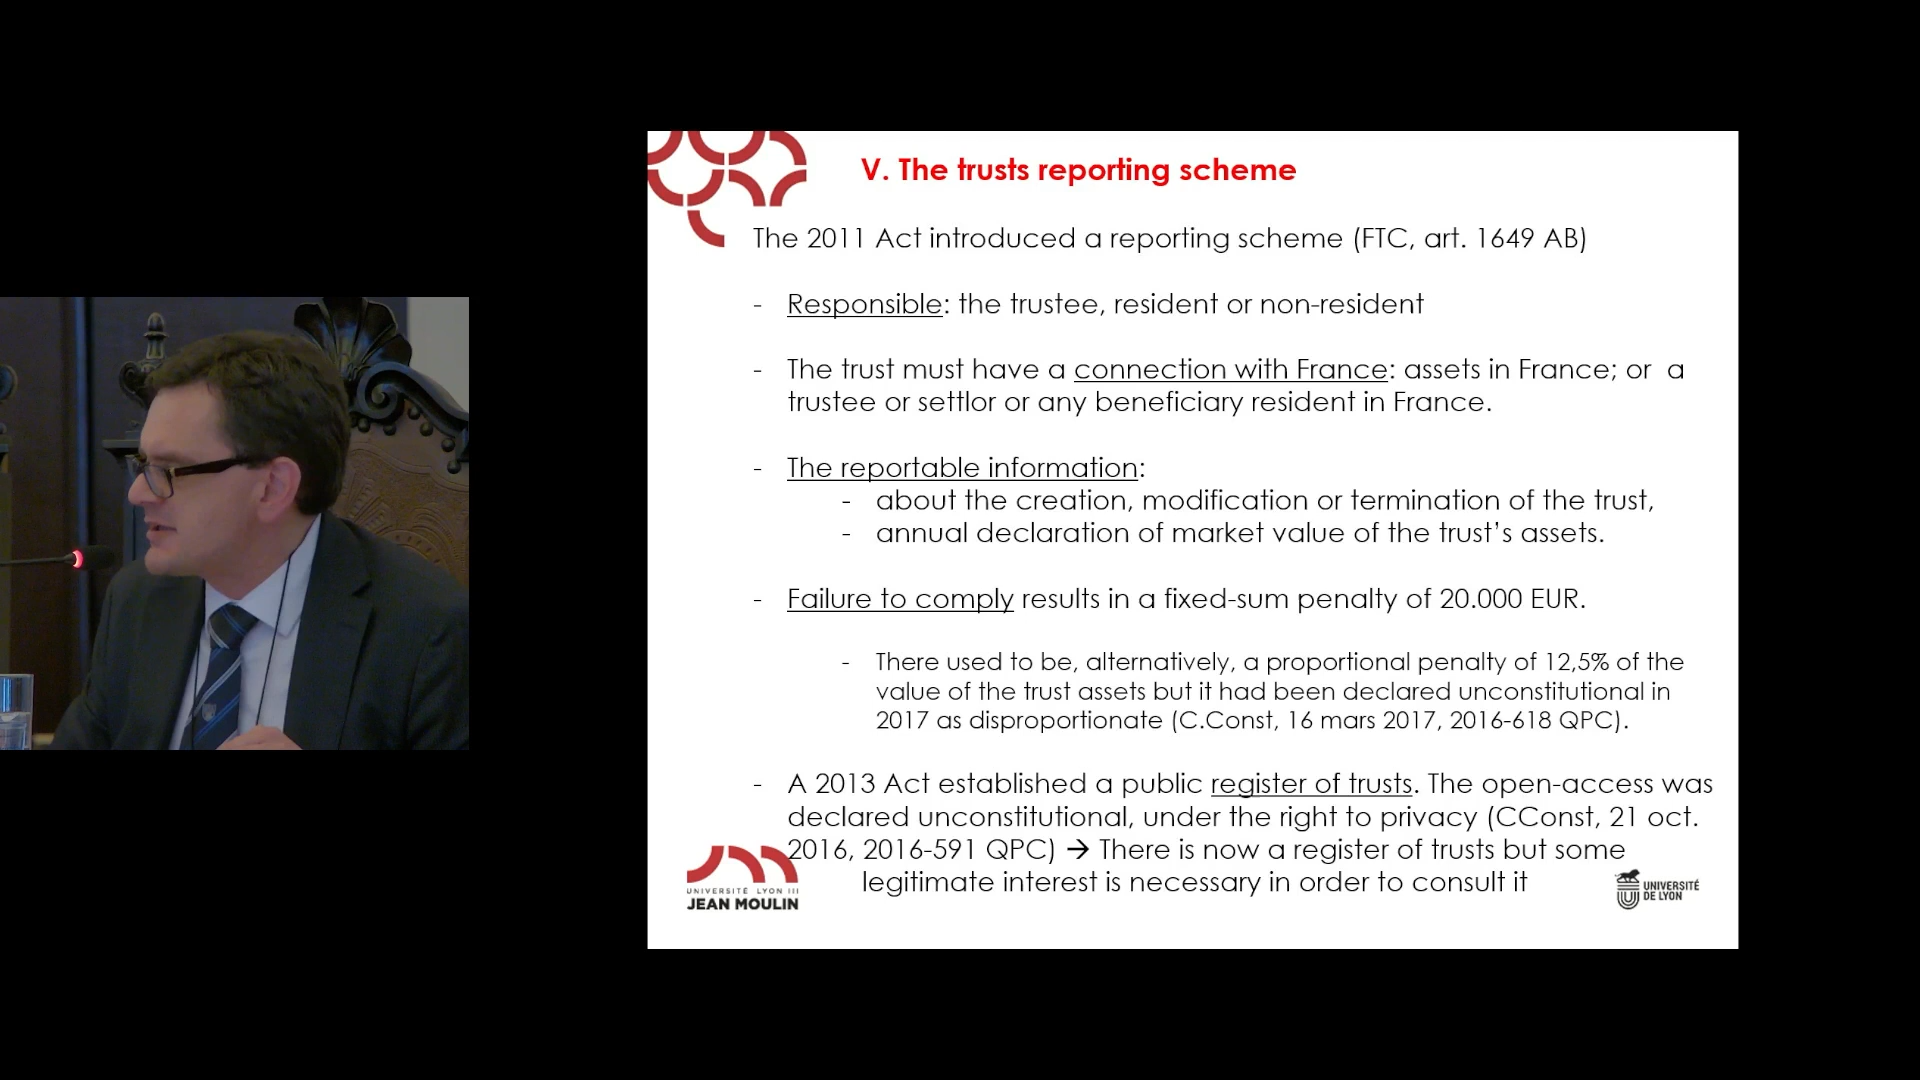 V. The trusts reporting scheme
The 2011 Act introduced a reporting scheme (FTC, art. 1649 AB)
- Responsible: the trustee, resident or non-resident
- The trust must have a connection with France: assets in France; or a
trustee or settlor or any beneficiary resident in France.
- The reportable information:
- about the creation, modification or termination of the trust,
- annual declaration of market value of the trust’s assets.
- Failure to comply results in a fixed-sum penalty of 20.000 EUR.
- There used to be, alternatively, a proportional penalty of 12,5% of the
value of the trust assets but it had been declared unconstitutional in
2017 as disproportionate (C.Const, 16 mars 2017, 2016-618 QPC).
- A 2013 Act established a public register of trusts. The open-access was
declared unconstitutional, under the right to privacy (CConst, 21 oct.
2016, 2016-591 QPC) → There is now a register of trusts but some
legitimate interest is necessary in order to consult it
UNIVERSITÉ LYON III
JEAN MOULIN
UNIVERSITÉ
DE LYON